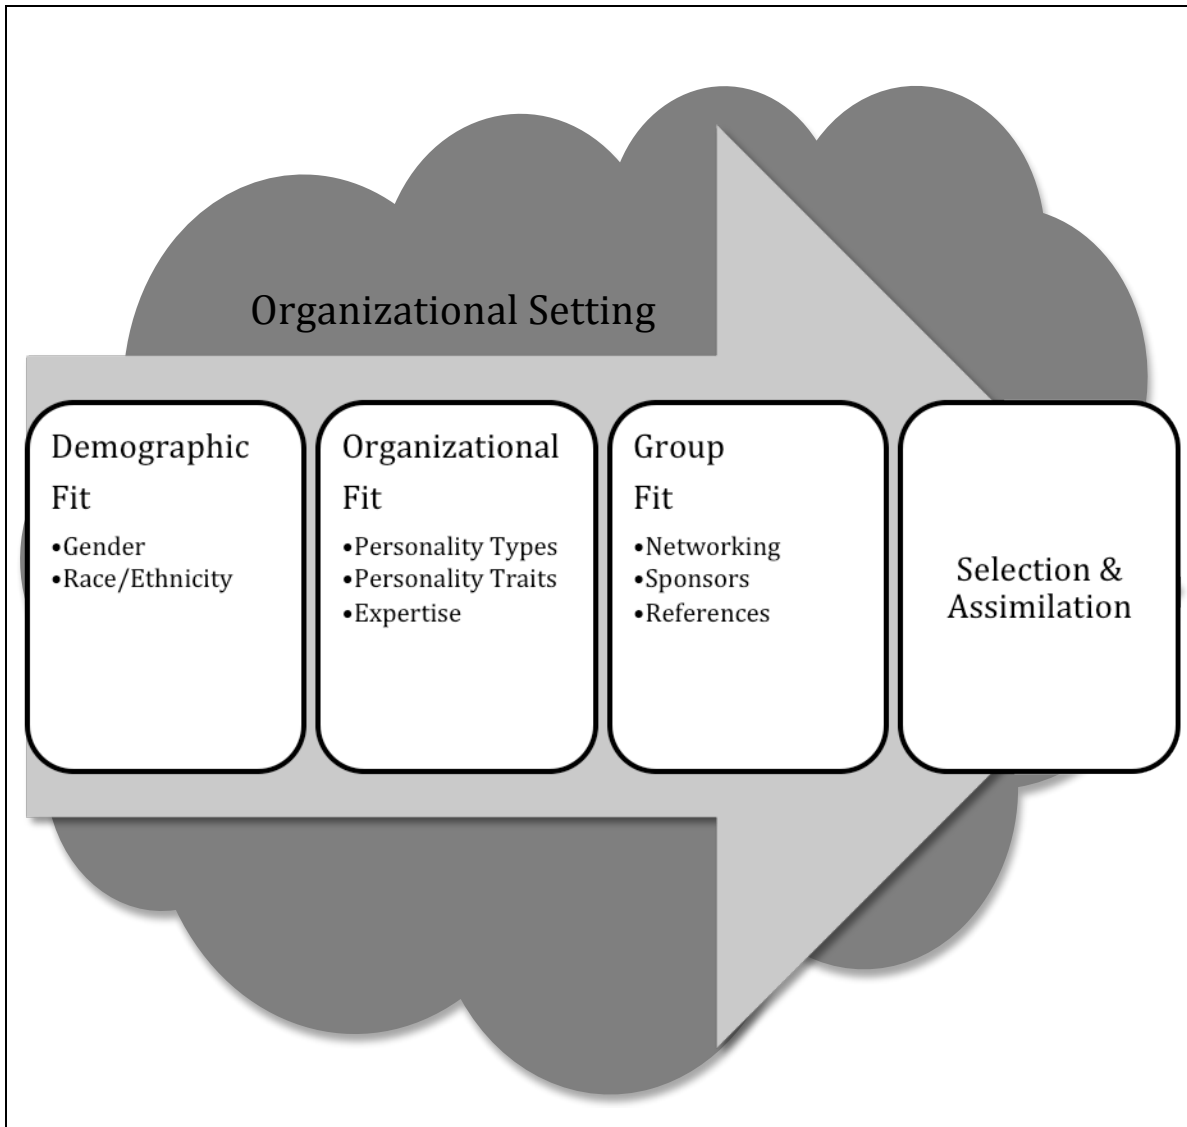 Organizational Setting
Demographic
Fit
•Gender
•Race/Ethnicity
Organizational
Fit
•Personality Types
•Personality Traits
•Expertise
Group
Fit
•Networking
•Sponsors
•References
Selection &
Assimilation